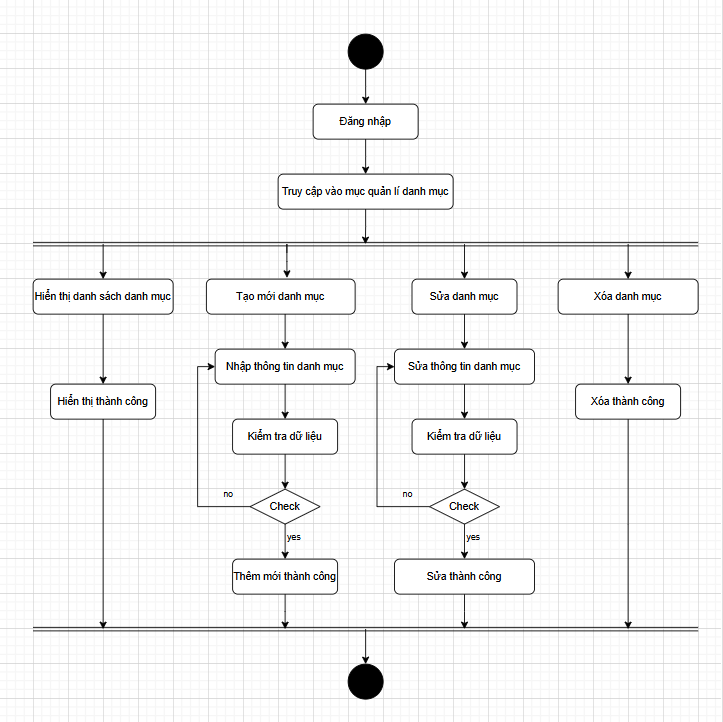 Đăng nhập
Truy cập vào mục quản lí danh mục
Hiển thị danh sách danh mục
Tạo mới danh mục
Sửa danh mục
Xóa danh mục
Nhập thông tin danh mục
Sửa thông tin danh mục
Hiển thị thành công
Xóa thành công
Kiểm tra dữ liệu
Kiểm tra dữ liệu
no
Check
no
Check
yes
yes
Thêm mới thành công
Sửa thành công